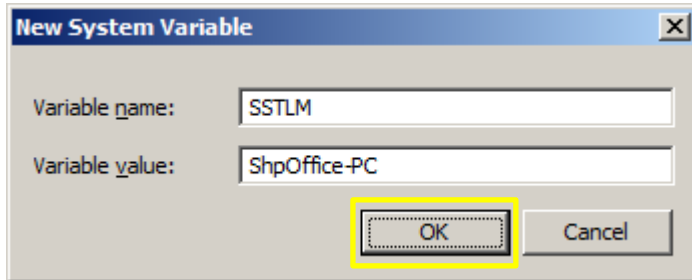 New System Variable
Variable name: SSTLM
Variable value: ShpOffice-PC
OK Cancel